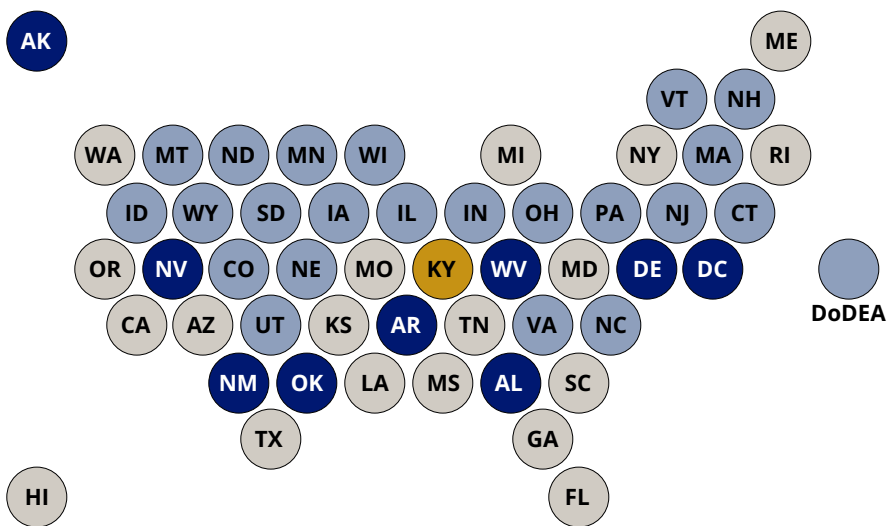 AK ME
VT NH
WA MT ND MN WI MI NY MA RI
ID WY SD IA IL IN OH PA NJ CT
OR NV CO NE MO KY WV MD DE DC
DoDEA
CA AZ UT KS AR TN VA NC
NM OK LA MS AL SC
TX GA
HI FL